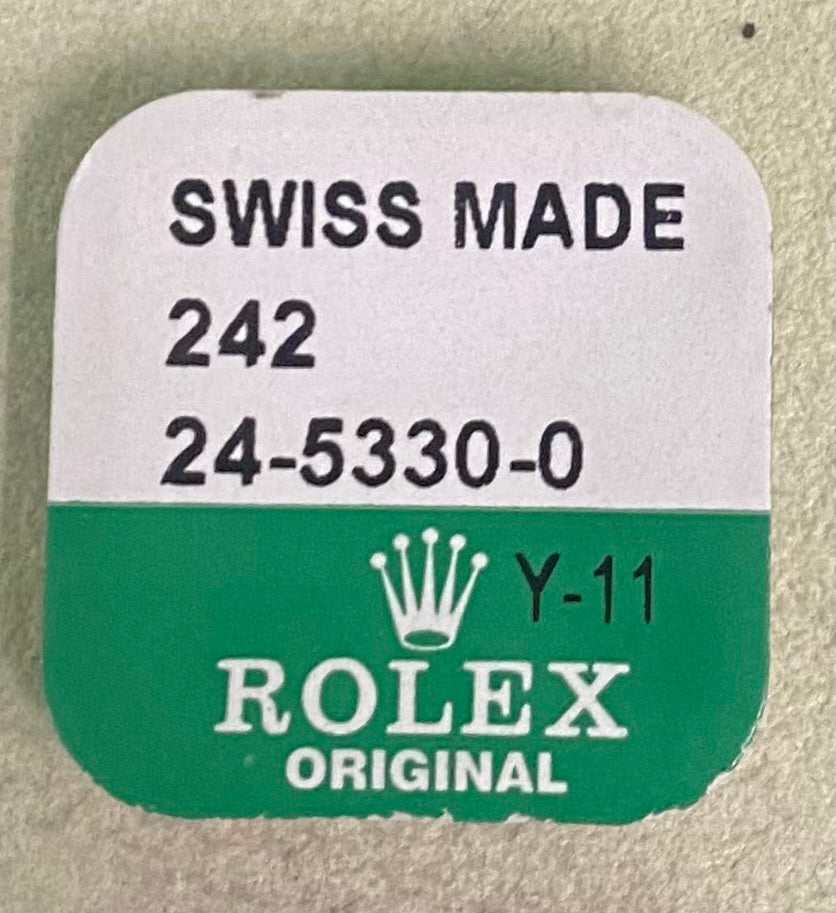 SWISS MADE
242
24-5330-0
Y-11
ROLEX
ORIGINAL